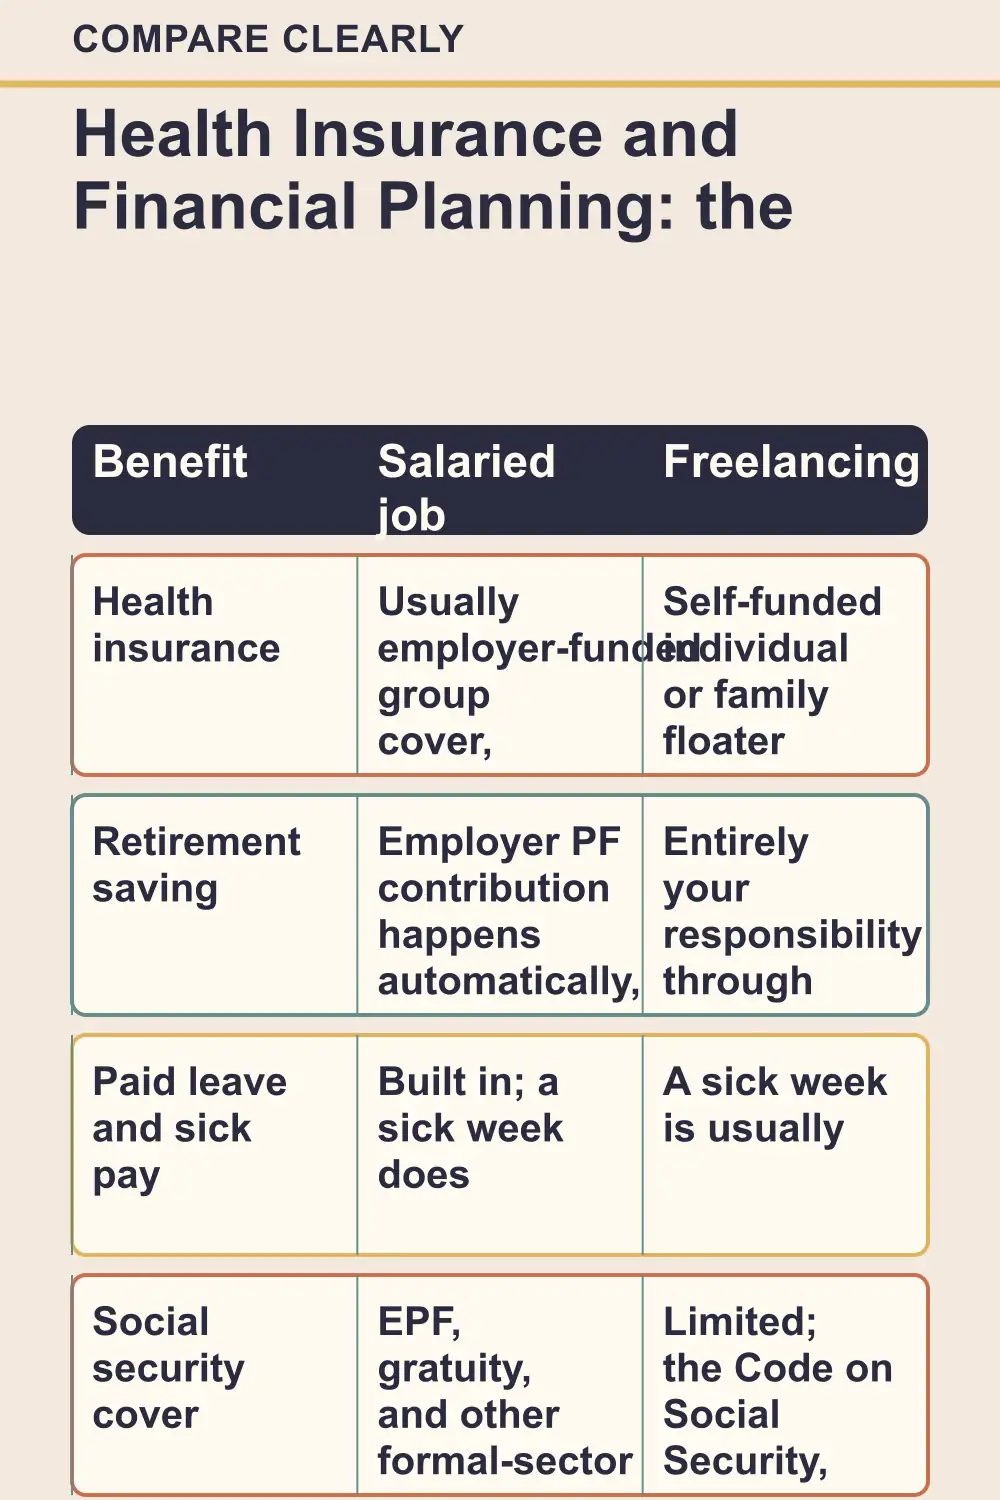 COMPARE CLEARLY
Health Insurance and
Financial Planning: the
Benefit
Salaried
job
Freelancing
Health
insurance
Usually
employer-funded
group
cover,
Self-funded
individual
or family
floater
Retirement
saving
Employer PF
contribution
happens
automatically,
Entirely
your
responsibility
through
Paid leave
and sick
pay
Built in; a
sick week
does
A sick week
is usually
Social
security
cover
EPF,
gratuity,
and other
formal-sector
Limited;
the Code on
Social
Security,